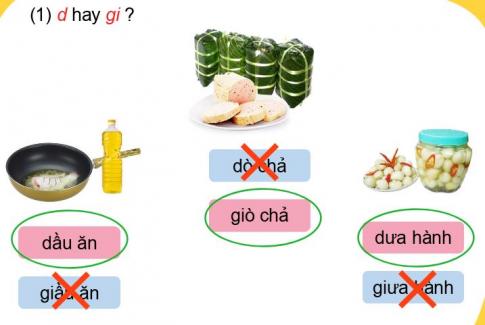 (1) d hay gi ?
dò chả
giò chả
dầu ăn
giầu ăn
dưa hành
giưa hành